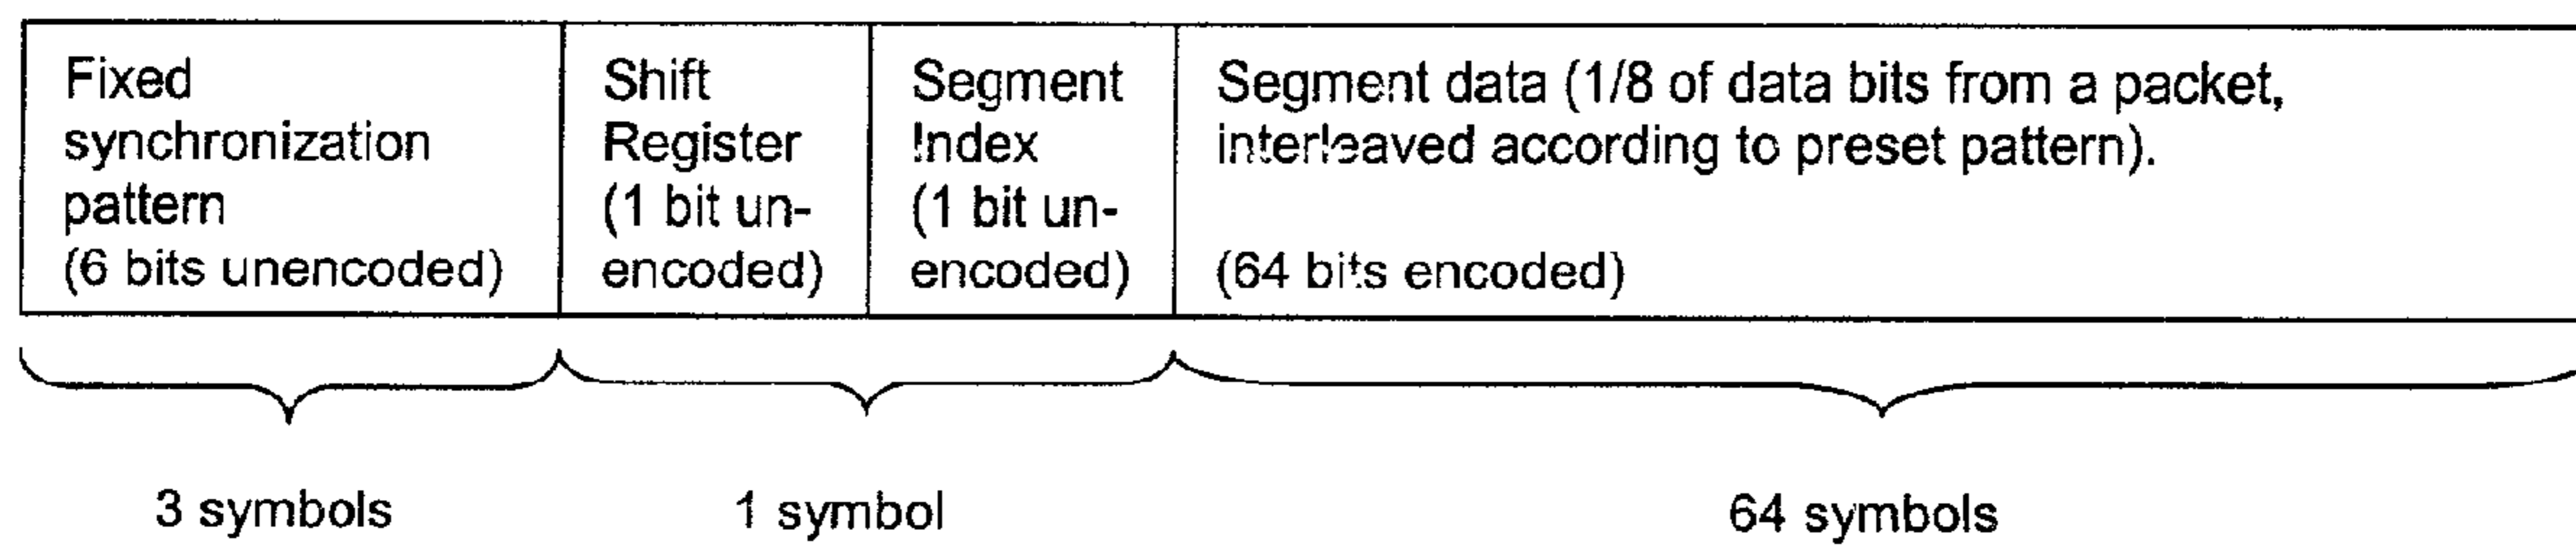 Fixed
synchronization
pattern
(6 bits unencoded)
Shift
Register
(1 bit un-
encoded)
Segment
Index
(1 bit un-
encoded)
Segment data (1/8 of data bits from a packet,
interleaved according to preset pattern).
(64 bits encoded)
3 symbols
1 symbol
64 symbols